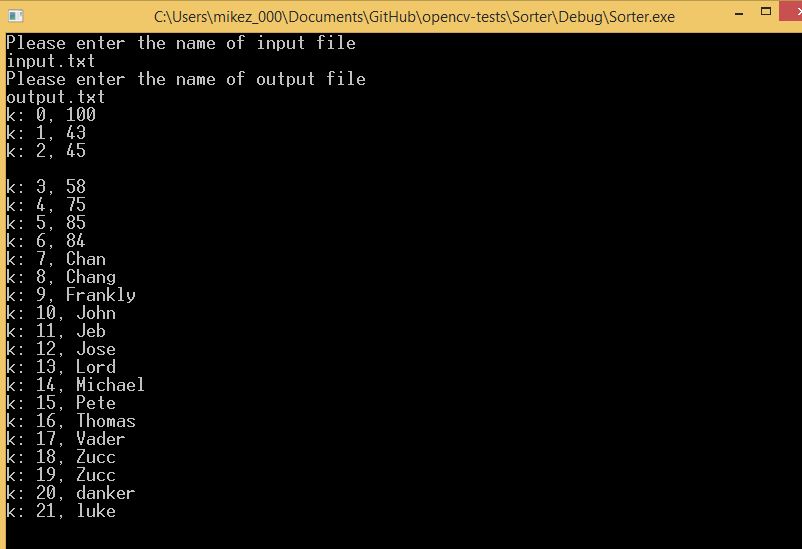 C:\Users\mikez_000\Documents\GitHub\opencv-tests\Sorter\Debug\Sorter.exe
Please enter the name of input file
input.txt
Please enter the name of output file
output.txt
k: 0, 100
k: 1, 43
k: 2, 45
k: 3, 58
k: 4, 75
k: 5, 85
k: 6, 84
k: 7, Chan
k: 8, Chang
k: 9, Frankly
k: 10, John
k: 11, Jeb
k: 12, Jose
k: 13, Lord
k: 14, Michael
k: 15, Pete
k: 16, Thomas
k: 17, Vader
k: 18, Zucc
k: 19, Zucc
k: 20, danker
k: 21, luke